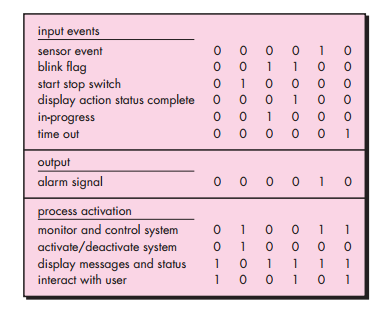 input events
sensor event 0 0 0 0 1 0
blink flag 0 0 1 1 0 0
start stop switch 0 1 0 0 0 0
display action status complete 0 0 0 1 0 0
in-progress 0 0 1 0 0 0
time out 0 0 0 0 0 1
output
alarm signal 0 0 0 0 1 0
process activation
monitor and control system 0 1 0 0 1 1
activate/deactivate system 0 1 0 0 0 0
display messages and status 1 0 1 1 1 1
interact with user 1 0 0 1 0 1